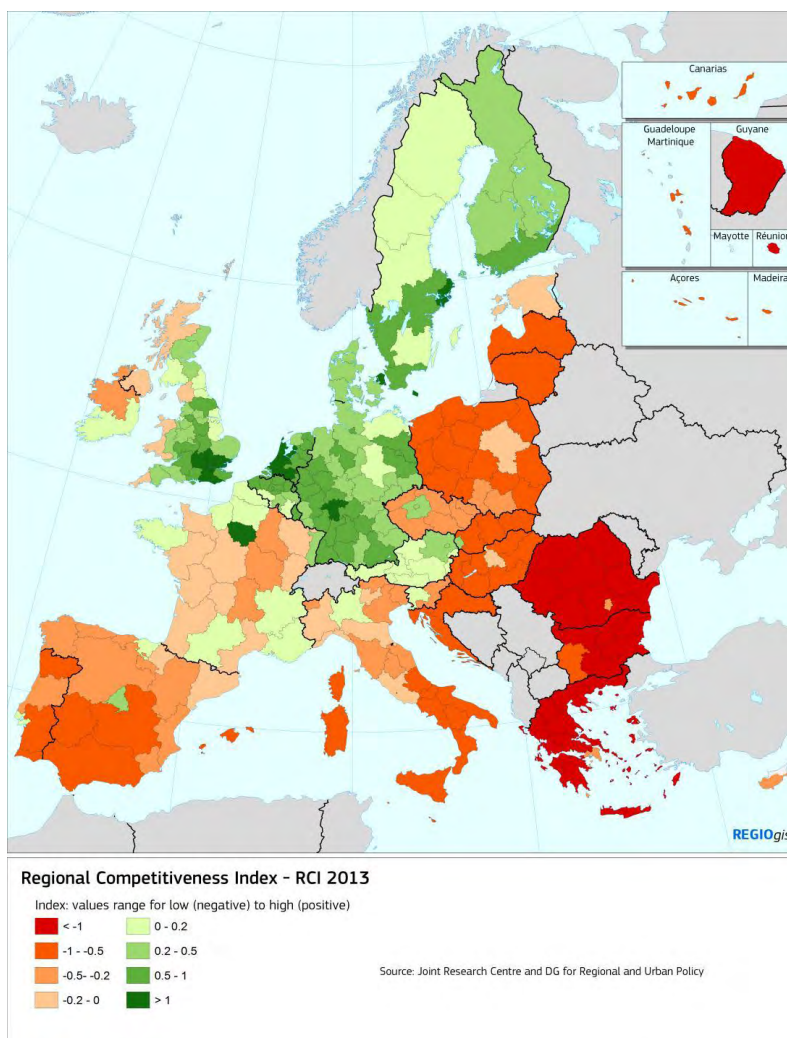 Canarias
Guadeloupe
Martinique
Guyane
Mayotte
Réunion
Açores
Madeira
REGIOgis
Regional Competitiveness Index – RCI 2013
Index: values range for low (negative) to high (positive)
< -1
0 - 0.2
-1 - -0.5
0.2 - 0.5
-0.5- -0.2
0.5 - 1
-0.2 - 0
> 1
Source: Joint Research Centre and DG for Regional and Urban Policy